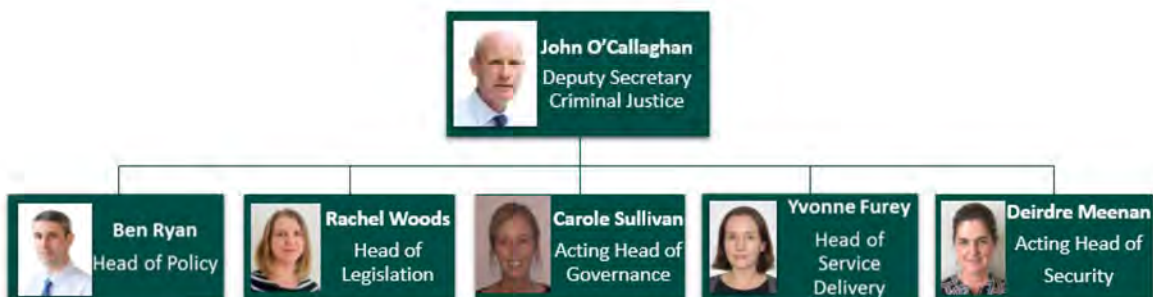 John O'Callaghan
Deputy Secretary
Criminal Justice
Ben Ryan
Head of Policy
Rachel Woods
Head of
Legislation
Carole Sullivan
Acting Head of
Governance
Yvonne Furey
Head of
Service
Delivery
Deirdre Meenan
Acting Head of
Security